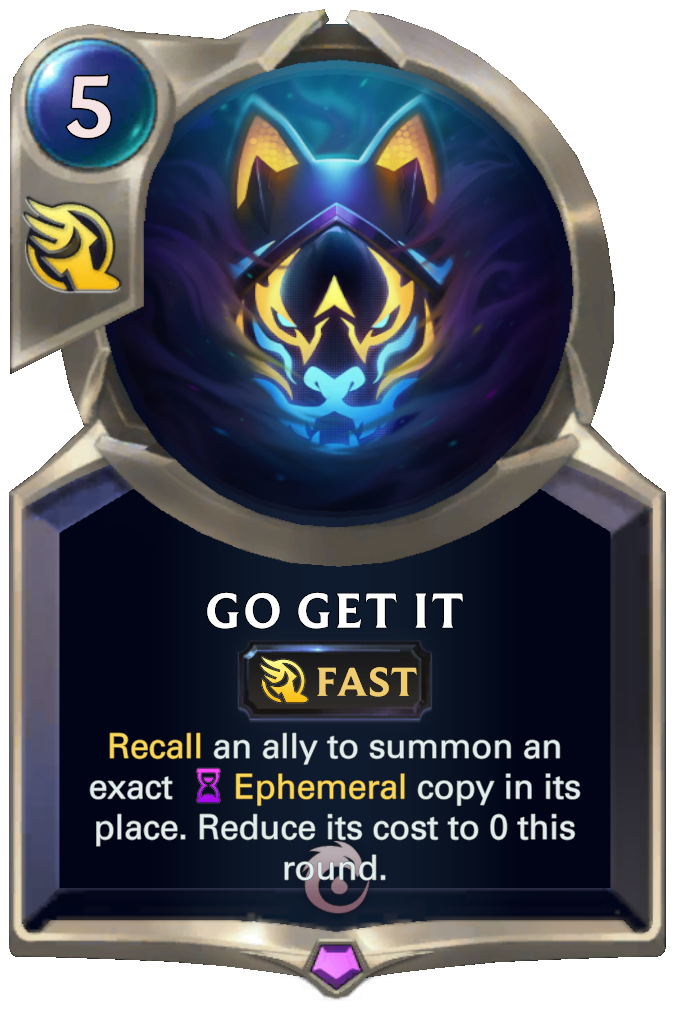 5
GO GET IT
FAST
Recall an ally to summon an
exact Ephemeral copy in its
place. Reduce its cost to 0 this
round.